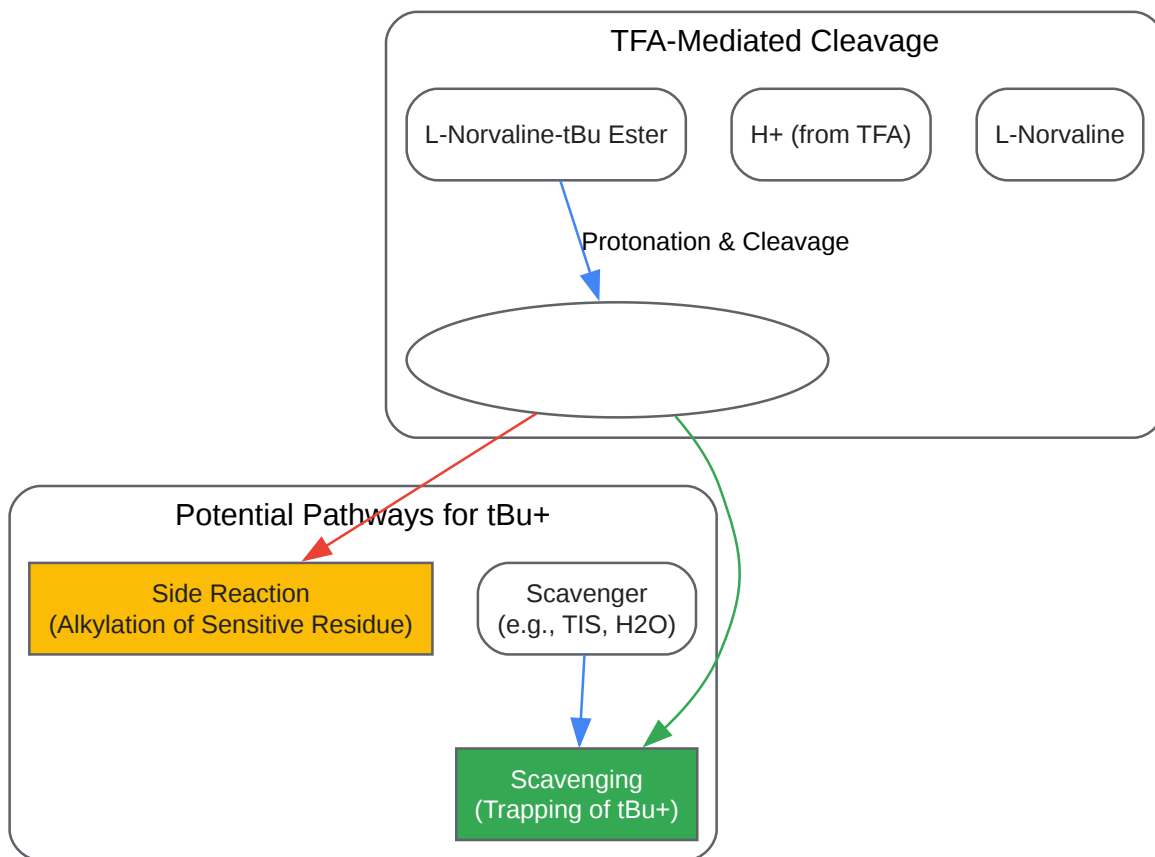 TFA-Mediated Cleavage
L-Norvaline-tBu Ester
H+ (from TFA)
L-Norvaline
Protonation & Cleavage
Potential Pathways for tBu+
Side Reaction
(Alkylation of Sensitive Residue)
Scavenger
(e.g., TIS, H2O)
Scavenging
(Trapping of tBu+)